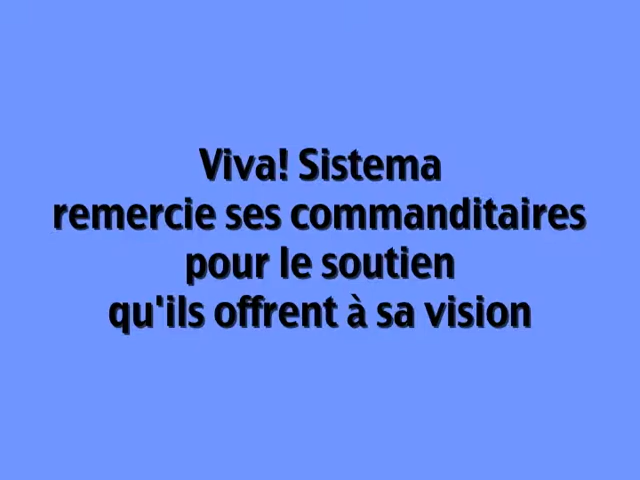 Viva! Sistema
remercie ses commanditaires
pour le soutien
qu'ils offrent à sa vision